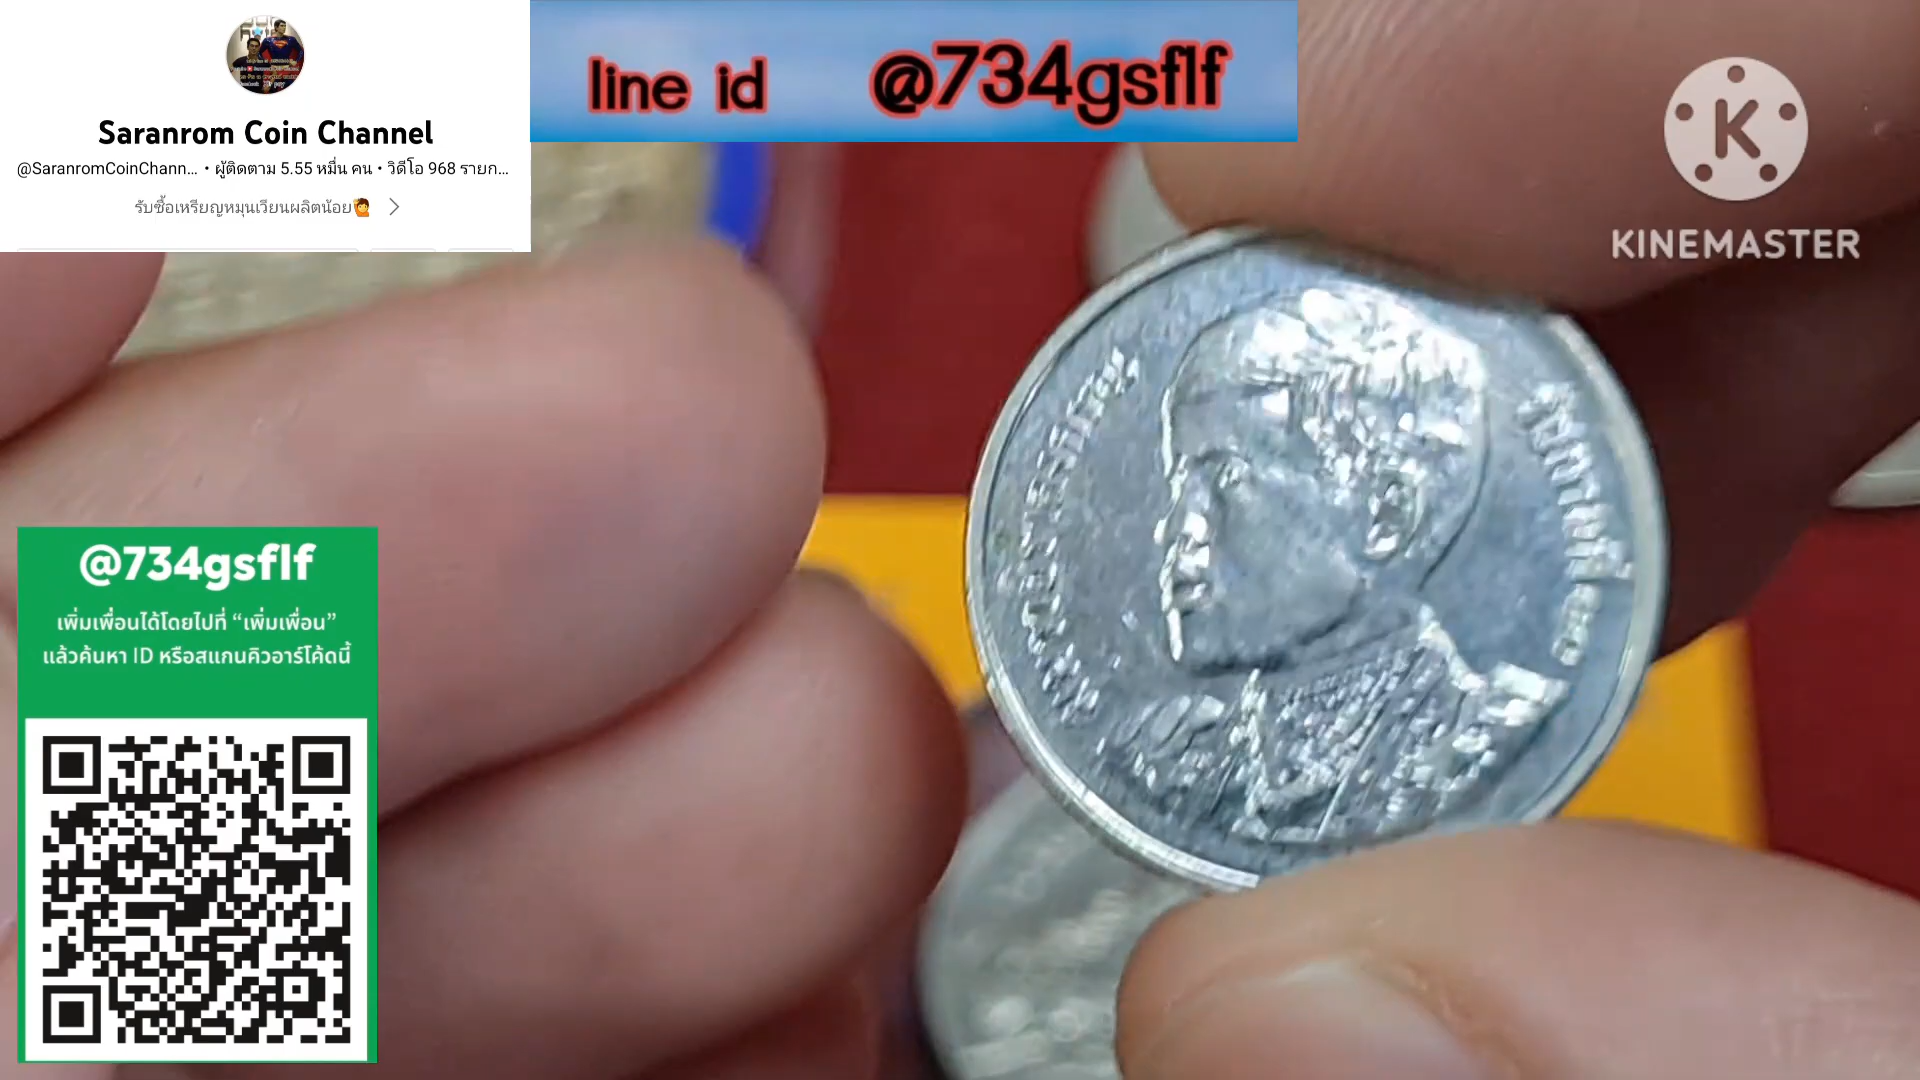 Saranrom Coin Channel
@SaranromCoinChann... • ผู้ติดตาม 5.55 หมื่น คน • วิดีโอ 968 รายก...
รับซื้อเหรียญหมุนเวียนผลิตน้อย🙋
line id @734gsflf
KINEMASTER
@734gsflf
เพิ่มเพื่อนได้โดยไปที่ “เพิ่มเพื่อน”
แล้วค้นหา ID หรือสแกนคิวอาร์โค้ดนี้